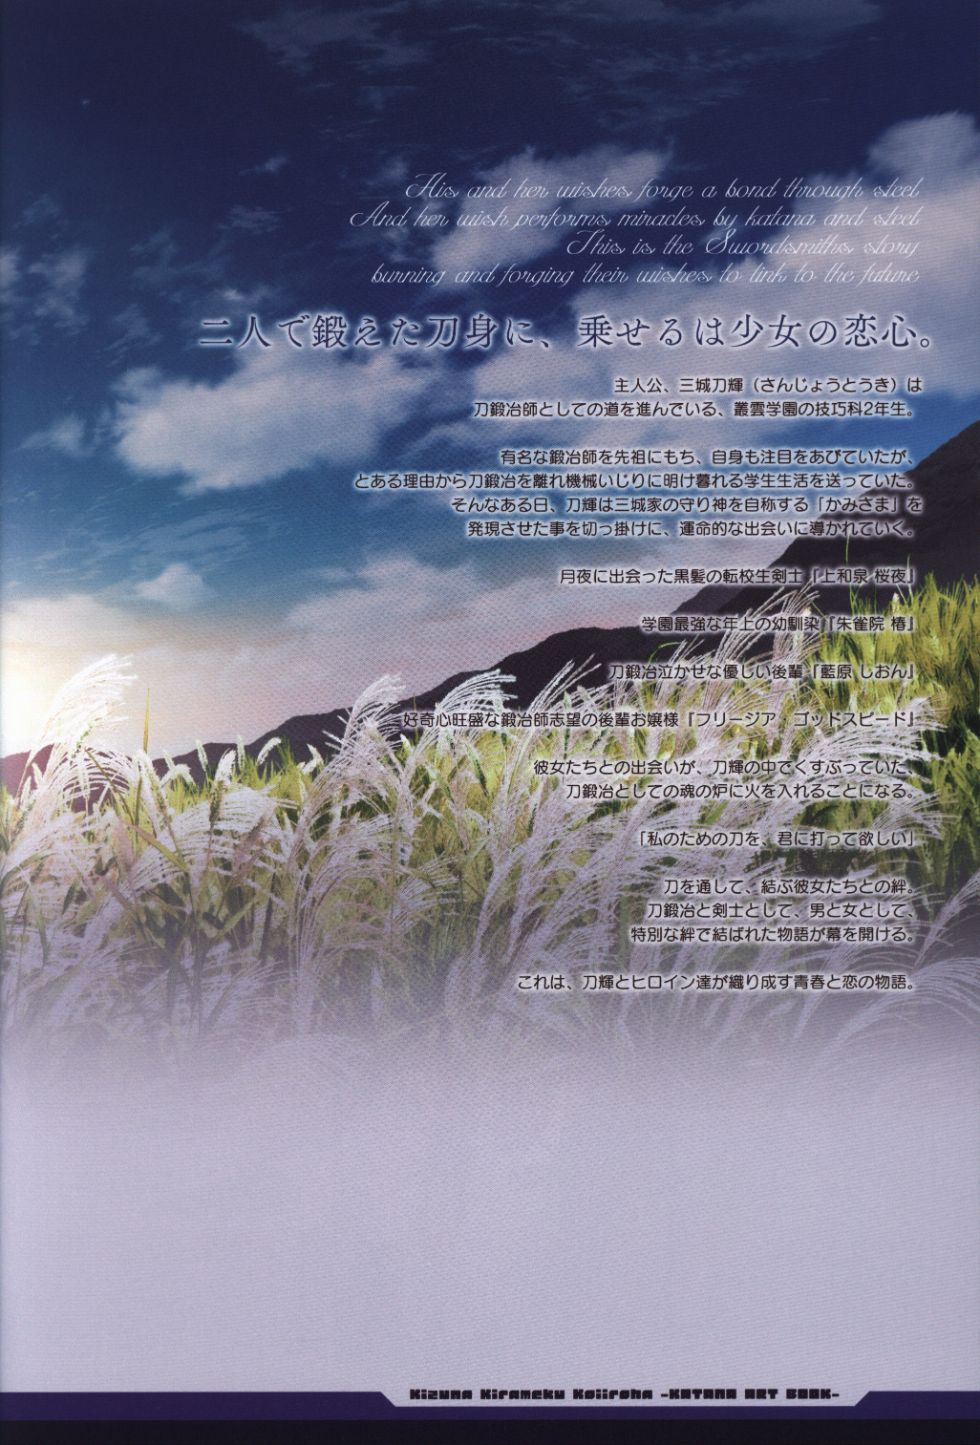 His and her wishes forge a bond through steel
And her wish performs miracles by katana and steel
This is the Swordsmiths story
burning and forging their wishes to link to the future
二人で鍛えた刀身に、乗せるは少女の恋心。
主人公、三城刀輝（さんじょうとうき）は
刀鍛冶師としての道を進んでいる、叢雲学園の技巧科2年生。
有名な鍛冶師を先祖にもち、自身も注目をあびていたが、
とある理由から刀鍛冶を離れ機械いじりに明け暮れる学生生活を送っていた。
そんなある日、刀輝は三城家の守り神を自称する「かみさま」を
発現させた事を切っ掛けに、運命的な出会いに導かれていく。
月夜に出会った黒髪の転校生剣士『上和泉 桜夜』
学園最強な年上の幼馴染『朱雀院 椿』
刀鍛冶泣かせな優しい後輩『藍原 しおん』
好奇心旺盛な鍛冶師志望の後輩お嬢様『フリージア・ゴッドスピード』
彼女たちとの出会いが、刀輝の中でくすぶっていた、
刀鍛冶としての魂の炉に火を入れることになる。
「私のための刀を、君に打って欲しい」
刀を通して、結ぶ彼女たちとの絆。
刀鍛冶と剣士として、男と女として、
特別な絆で結ばれた物語が幕を開ける。
これは、刀輝とヒロイン達が織り成す青春と恋の物語。
Kizuna Kirameku Koiiroha -KATANA ART BOOK-